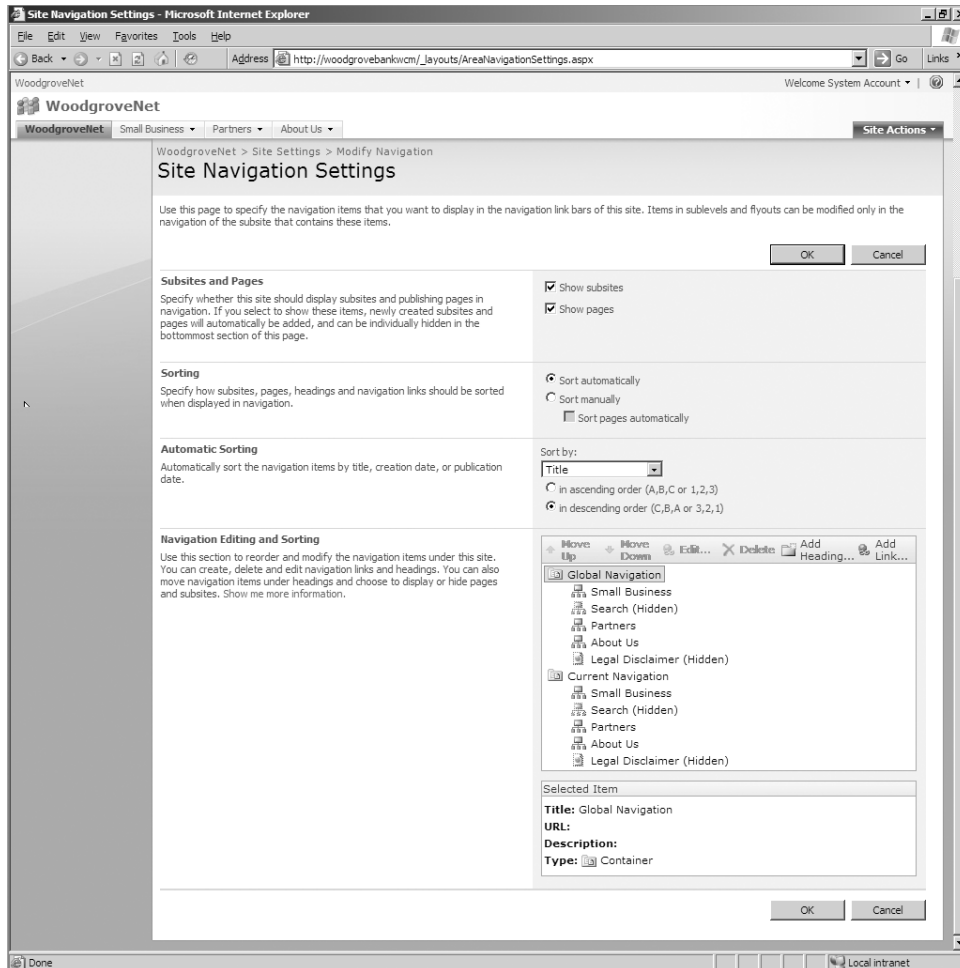 Site Navigation Settings - Microsoft Internet Explorer
File Edit View Favorites Tools Help
Back Address http://woodgrovebankwcm/_layouts/AreaNavigationSettings.aspx Go Links
WoodgroveNet Welcome System Account
WoodgroveNet
WoodgroveNet Small Business Partners About Us Site Actions
WoodgroveNet > Site Settings > Modify Navigation
Site Navigation Settings
Use this page to specify the navigation items that you want to display in the navigation link bars of this site. Items in sublevels and flyouts can be modified only in the
navigation of the subsite that contains these items.
OK Cancel
Subsites and Pages
Specify whether this site should display subsites and publishing pages in
navigation. If you select to show these items, newly created subsites and
pages will automatically be added, and can be individually hidden in the
bottommost section of this page.
Show subsites
Show pages
Sorting
Specify how subsites, pages, headings and navigation links should be sorted
when displayed in navigation.
Sort automatically
Sort manually
Sort pages automatically
Automatic Sorting
Automatically sort the navigation items by title, creation date, or publication
date.
Sort by:
Title
in ascending order (A,B,C or 1,2,3)
in descending order (C,B,A or 3,2,1)
Navigation Editing and Sorting
Use this section to reorder and modify the navigation items under this site.
You can create, delete and edit navigation links and headings. You can also
move navigation items under headings and choose to display or hide pages
and subsites. Show me more information.
Move Up Move Down Edit... Delete Add Heading... Add Link...
Global Navigation
Small Business
Search (Hidden)
Partners
About Us
Legal Disclaimer (Hidden)
Current Navigation
Small Business
Search (Hidden)
Partners
About Us
Legal Disclaimer (Hidden)
Selected Item
Title: Global Navigation
URL:
Description:
Type: Container
OK Cancel
Done Local intranet